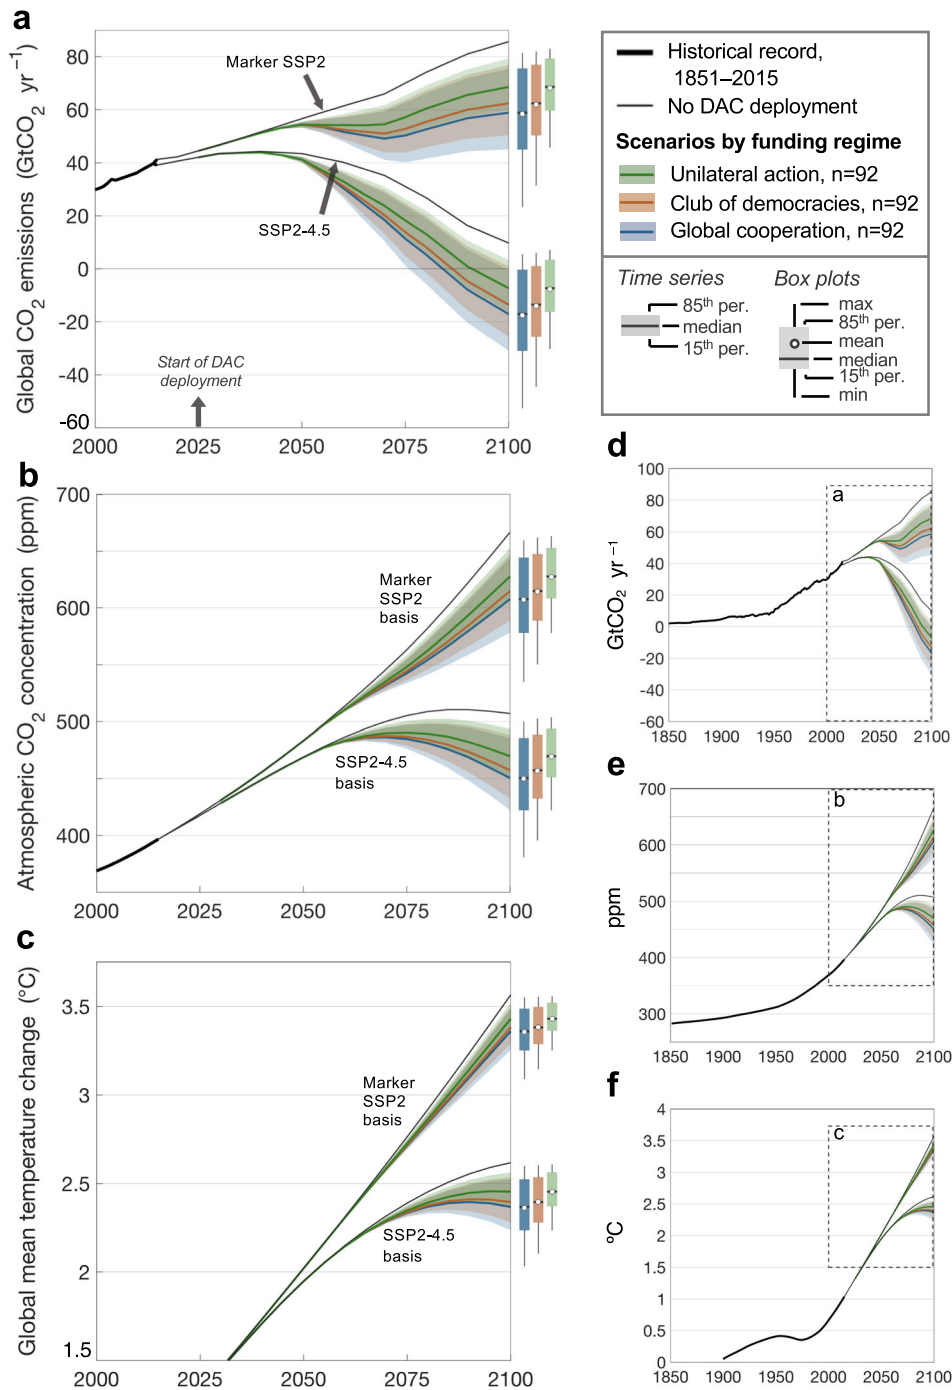 a
Global CO2 emissions (GtCO2 yr−1)
80
60
40
20
0
-20
-40
-60
2000
2025
2050
2075
2100
Marker SSP2
SSP2-4.5
Start of DAC
deployment
Historical record,
1851–2015
No DAC deployment
Scenarios by funding regime
Unilateral action, n=92
Club of democracies, n=92
Global cooperation, n=92
Time series
85th per.
median
15th per.
Box plots
max
85th per.
mean
median
15th per.
min
b
Atmospheric CO2 concentration (ppm)
700
600
500
400
2000
2025
2050
2075
2100
Marker
SSP2
basis
SSP2-4.5
basis
c
Global mean temperature change (°C)
3.5
3
2.5
2
1.5
2000
2025
2050
2075
2100
Marker
SSP2
basis
SSP2-4.5
basis
d
GtCO2 yr−1
100
80
60
40
20
0
-20
-40
-60
1850
1900
1950
2000
2050
2100
a
e
ppm
700
600
500
400
300
1850
1900
1950
2000
2050
2100
b
f
°C
4
3.5
3
2.5
2
1.5
1
0.5
0
1850
1900
1950
2000
2050
2100
c